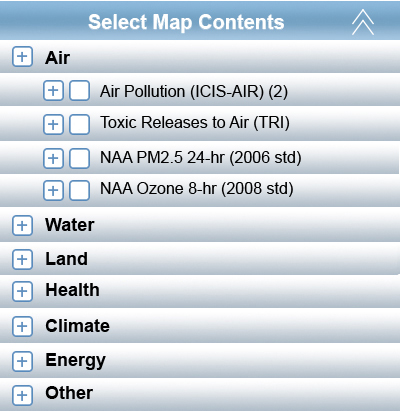 Select Map Contents
Air
Air Pollution (ICIS-AIR) (2)
Toxic Releases to Air (TRI)
NAA PM2.5 24-hr (2006 std)
NAA Ozone 8-hr (2008 std)
Water
Land
Health
Climate
Energy
Other